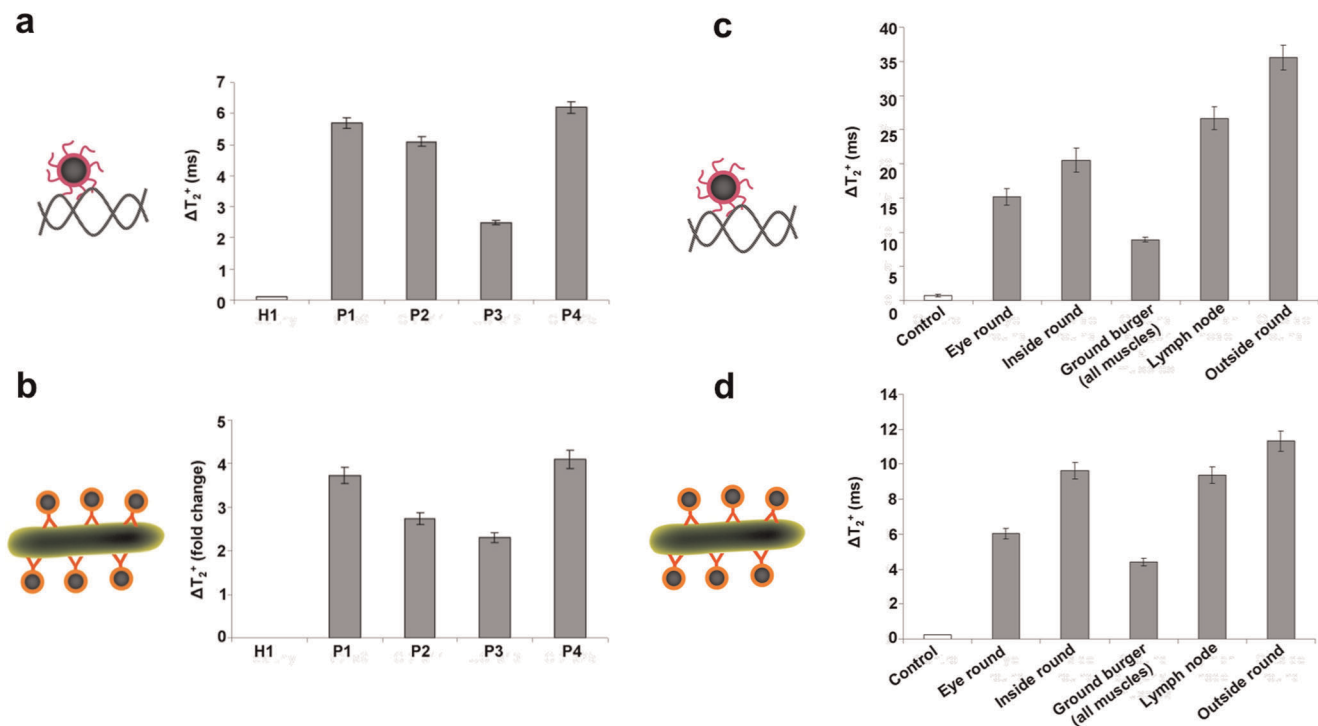 a
ΔT₂⁺ (ms)
7
6
5
4
3
2
1
0
H1 P1 P2 P3 P4
b
ΔT₂⁺ (fold change)
5
4
3
2
1
0
H1 P1 P2 P3 P4
c
ΔT₂⁺ (ms)
40
35
30
25
20
15
10
5
0
Control
Eye round
Inside round
Ground burger
(all muscles)
Lymph node
Outside round
d
ΔT₂⁺ (ms)
14
12
10
8
6
4
2
0
Control
Eye round
Inside round
Ground burger
(all muscles)
Lymph node
Outside round